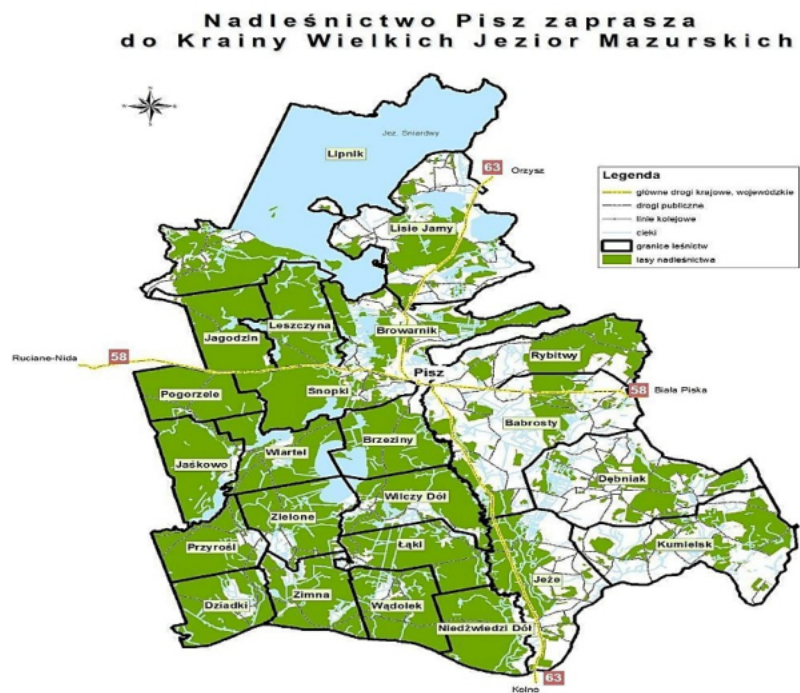 Nadleśnictwo Pisz zaprasza
do Krainy Wielkich Jezior Mazurskich
Jez. Śniardwy
Lipnik
63
Orzysz
Legenda
główne drogi krajowe, wojewódzkie
drogi publiczne
linie kolejowe
cieki
granice leśnictw
lasy nadleśnictwa
Lisie Jamy
Leszczyna
Browarnik
Jagodzin
Rybitwy
Ruciane-Nida
58
Pisz
Pogorzele
Snopki
58
Biała Piska
Babrosty
Brzeziny
Wiartel
Jaśkowo
Dębniak
Wilczy Dół
Zielone
Łąki
Kumielsk
Przyrośl
Jeże
Zimna
Dziadki
Wądołek
Niedźwiedzi Dół
63
Kolno